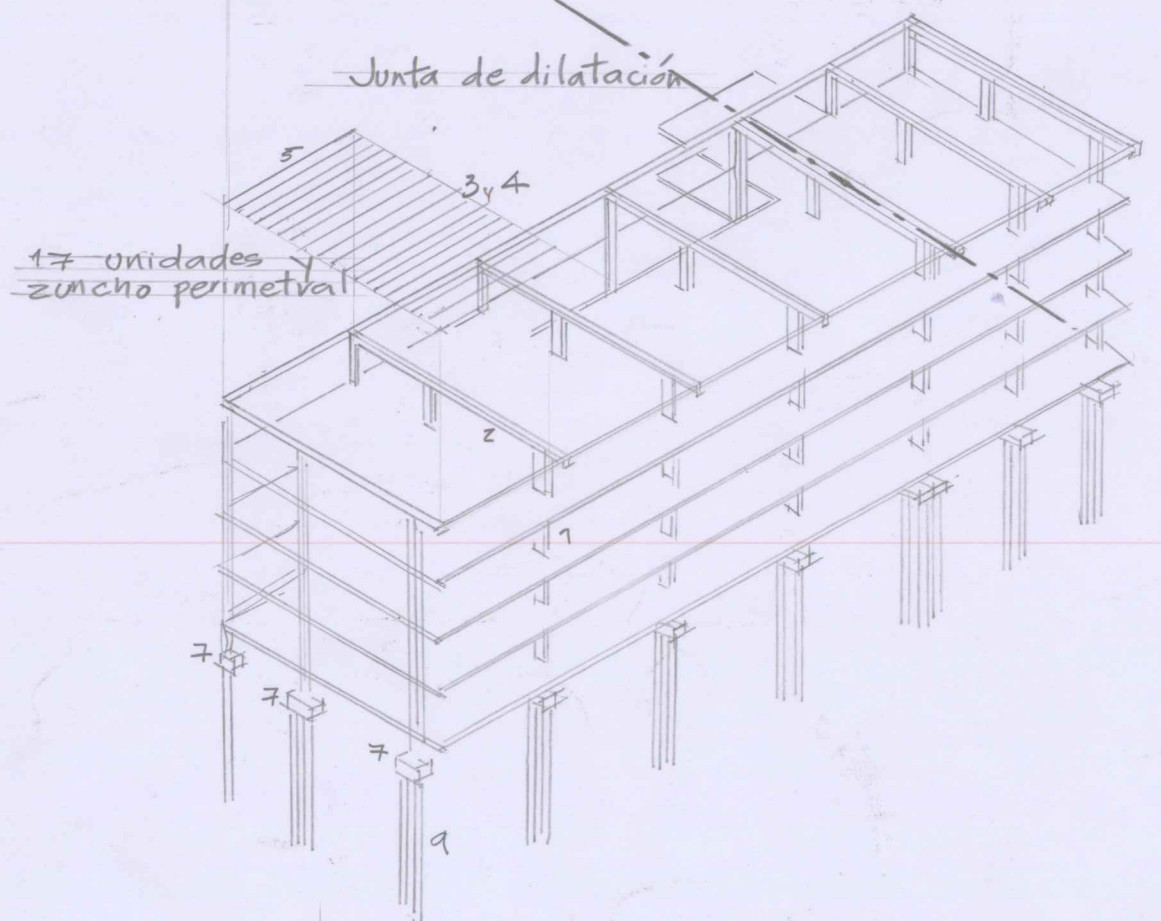 Junta de dilatación
5
3 y 4
17 unidades y
zuncho perimetral
2
1
7
7
7
9